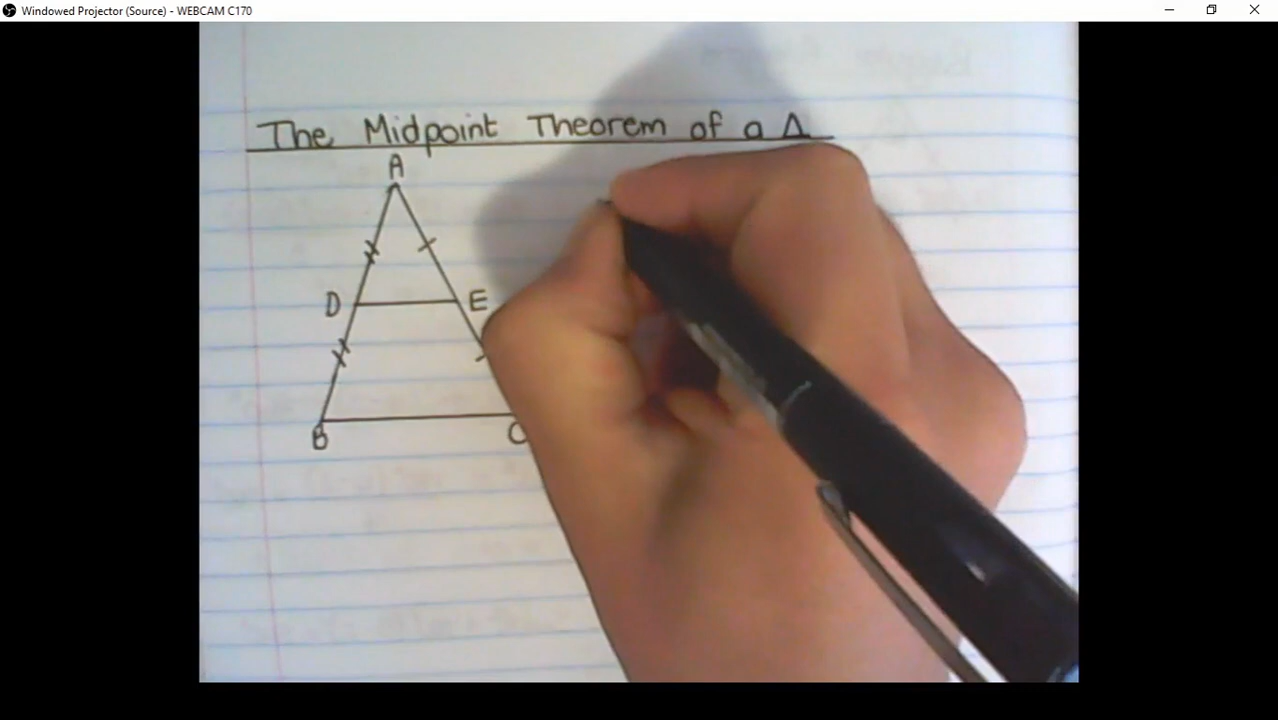 Windowed Projector (Source) - WEBCAM C170
The Midpoint Theorem of a Δ
A
D E
B C